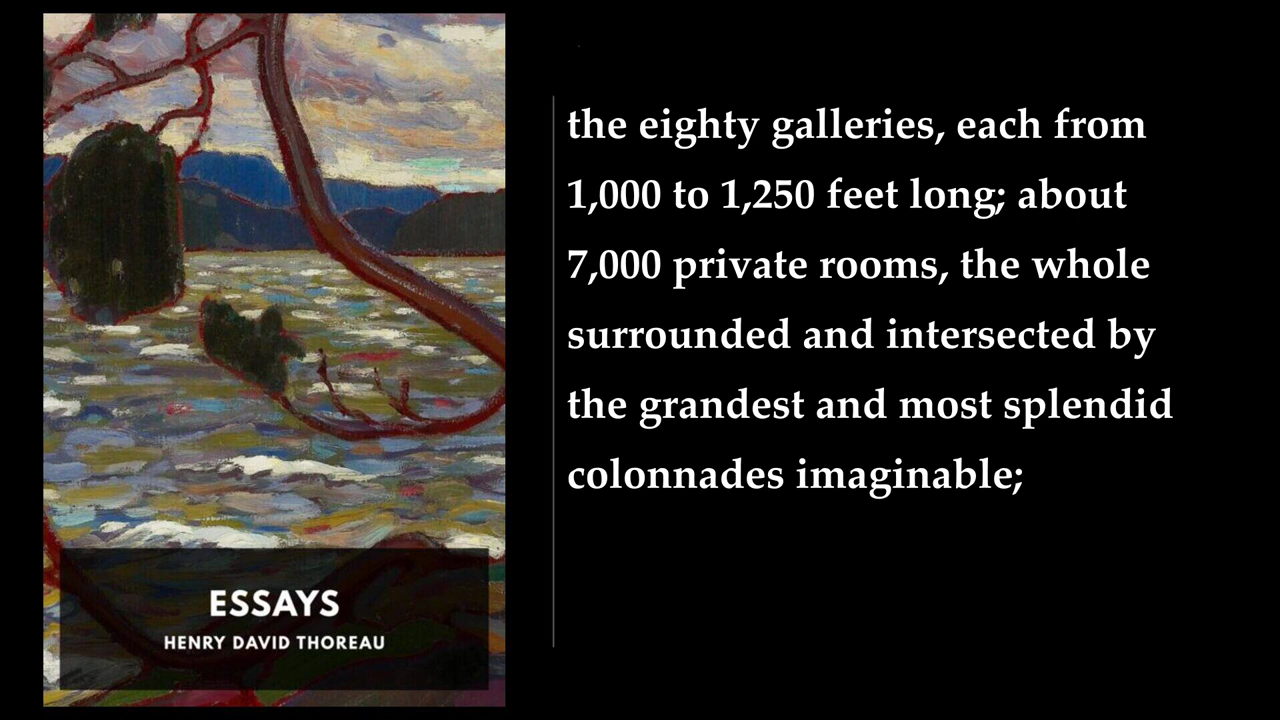 ESSAYS
HENRY DAVID THOREAU
the eighty galleries, each from
1,000 to 1,250 feet long; about
7,000 private rooms, the whole
surrounded and intersected by
the grandest and most splendid
colonnades imaginable;